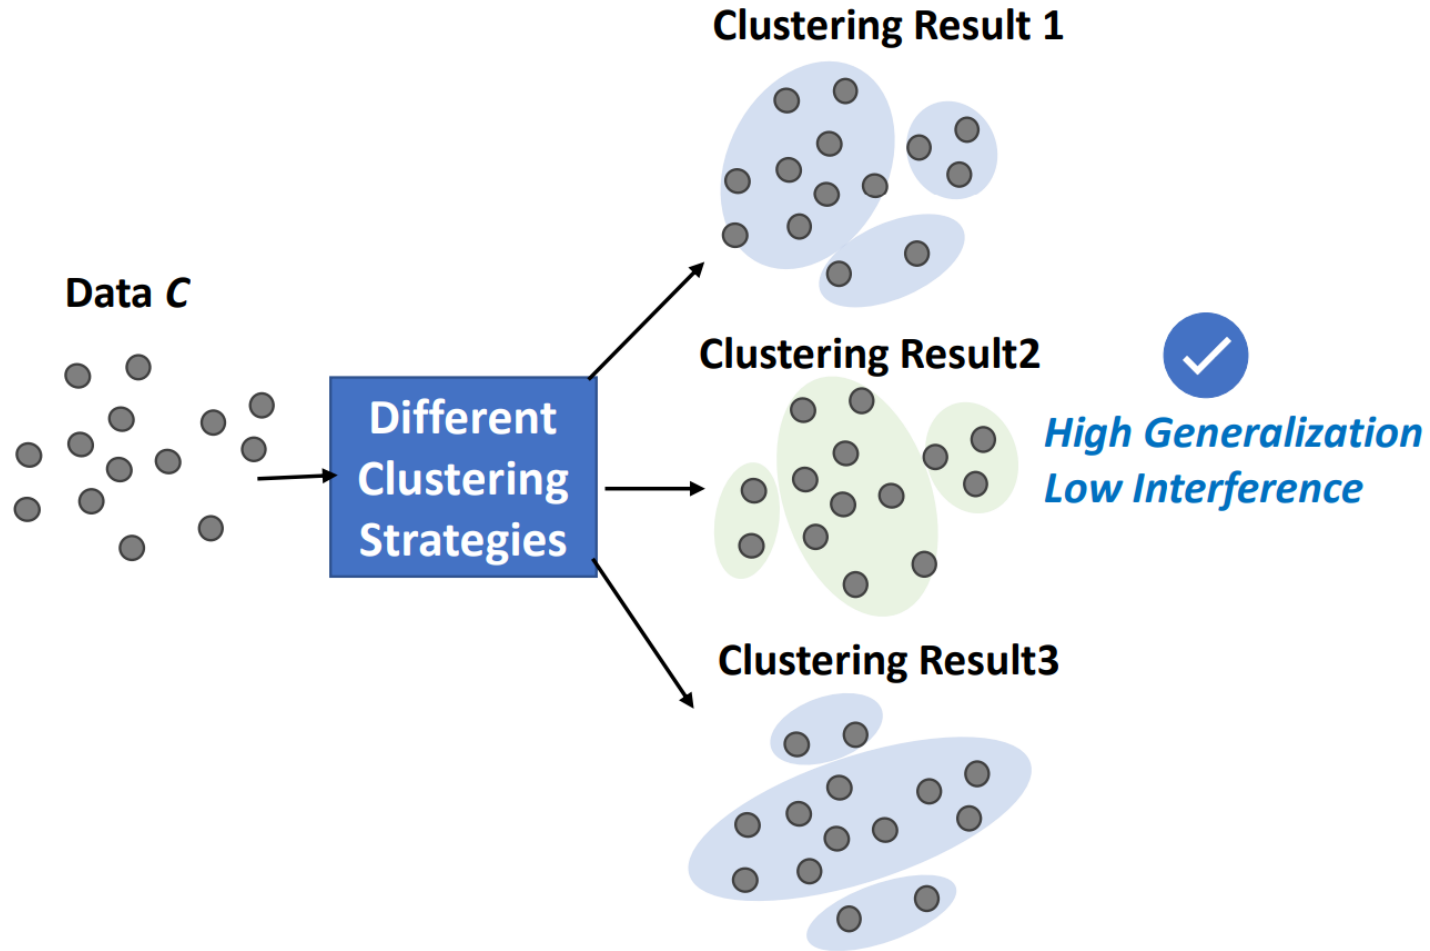 Data C
Different
Clustering
Strategies
Clustering Result 1
Clustering Result2
High Generalization
Low Interference
Clustering Result3